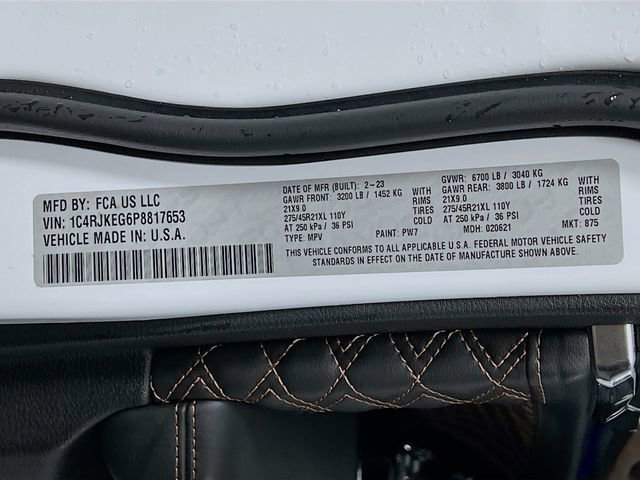 MFD BY: FCA US LLC
VIN: 1C4RJKEG6P8817653
VEHICLE MADE IN: U.S.A.
DATE OF MFR (BUILT): 2-23 GVWR: 6700 LB / 3040 KG
GAWR FRONT: 3200 LB / 1452 KG WITH GAWR REAR: 3800 LB / 1724 KG WITH
21X9.0 RIMS 21X9.0 RIMS
275/45R21XL 110Y TIRES 275/45R21XL 110Y TIRES
AT 250 kPa / 36 PSI AT 250 kPa / 36 PSI
TYPE: MPV PAINT: PW7 MDH: 020621 MKT: 875
THIS VEHICLE CONFORMS TO ALL APPLICABLE U.S.A. FEDERAL MOTOR VEHICLE SAFETY
STANDARDS IN EFFECT ON THE DATE OF MANUFACTURE SHOWN ABOVE.